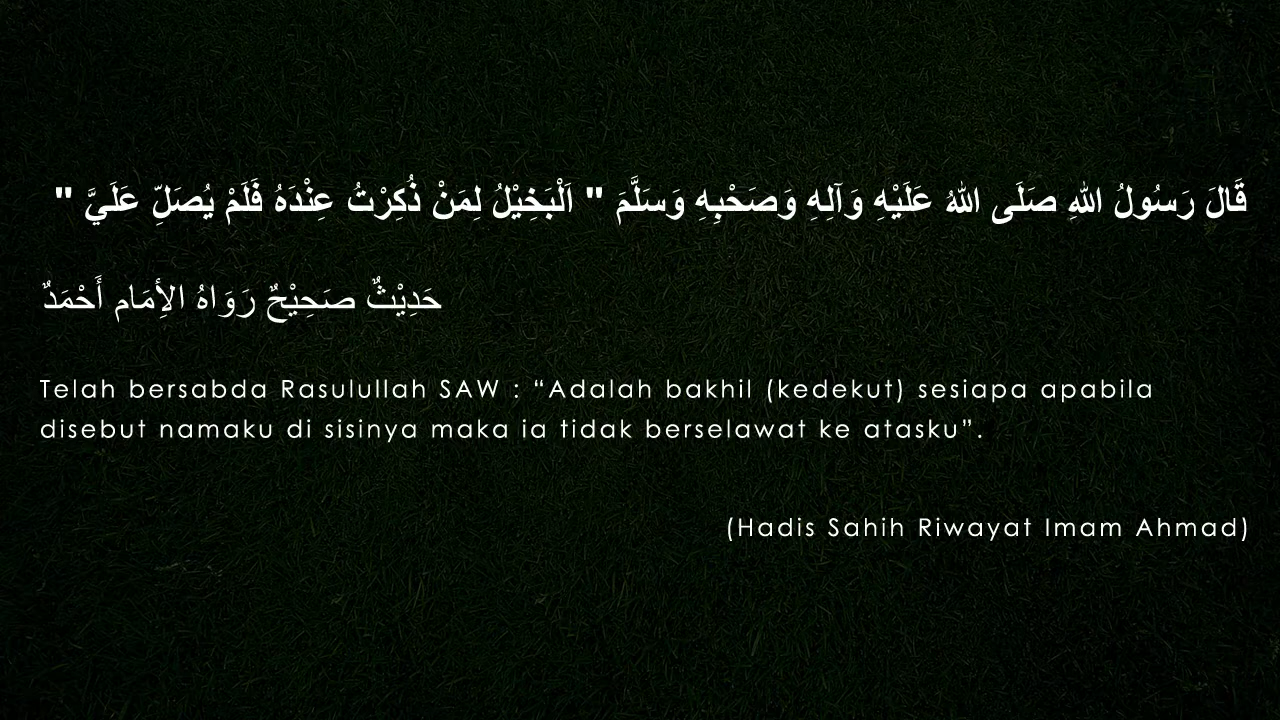 قَالَ رَسُولُ اللهِ صَلَى اللهُ عَلَيْهِ وَآلِهِ وَصَحْبِهِ وَسَلَّمَ " اَلْبَخِيْلُ لِمَنْ ذُكِرْتُ عِنْدَهُ فَلَمْ يُصَلِّ عَلَيَّ "
حَدِيْثٌ صَحِيْحٌ رَوَاهُ الأِمَام أَحْمَدٌ
Telah bersabda Rasulullah SAW : “Adalah bakhil (kedekut) sesiapa apabila
disebut namaku di sisinya maka ia tidak berselawat ke atasku”.
(Hadis Sahih Riwayat Imam Ahmad)